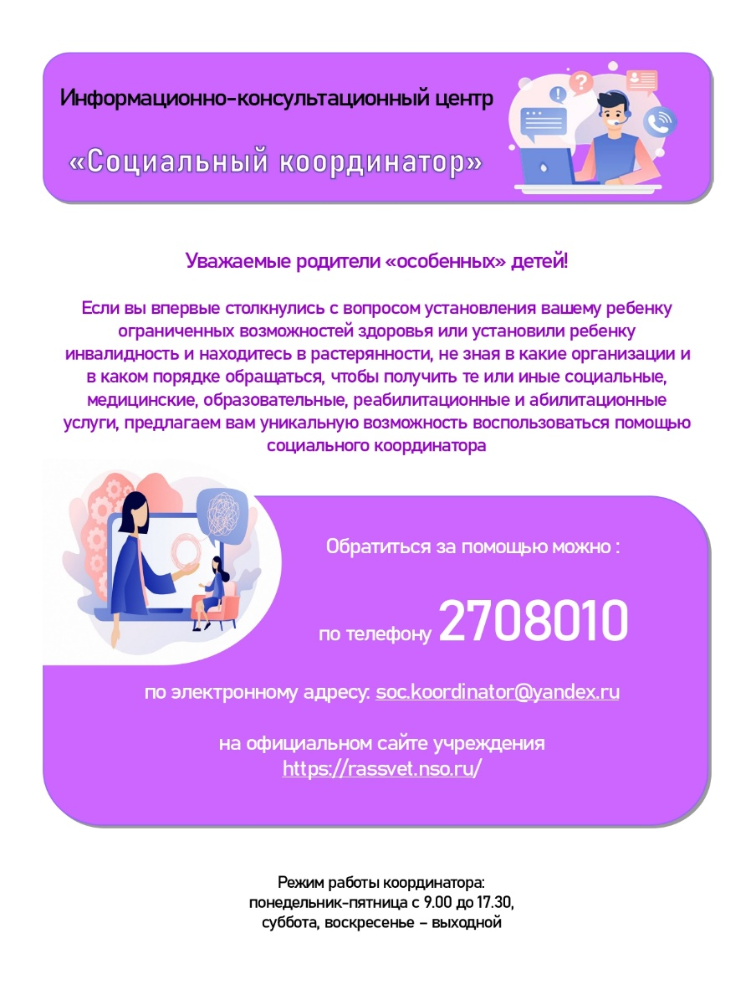 Информационно-консультационный центр
«Социальный координатор»
Уважаемые родители «особенных» детей!
Если вы впервые столкнулись с вопросом установления вашему ребенку
ограниченных возможностей здоровья или установили ребенку
инвалидность и находитесь в растерянности, не зная в какие организации и
в каком порядке обращаться, чтобы получить те или иные социальные,
медицинские, образовательные, реабилитационные и абилитационные
услуги, предлагаем вам уникальную возможность воспользоваться помощью
социального координатора
Обратиться за помощью можно :
по телефону 2708010
по электронному адресу: soc.koordinator@yandex.ru
на официальном сайте учреждения
https://rassvet.nso.ru/
Режим работы координатора:
понедельник-пятница с 9.00 до 17.30,
суббота, воскресенье – выходной